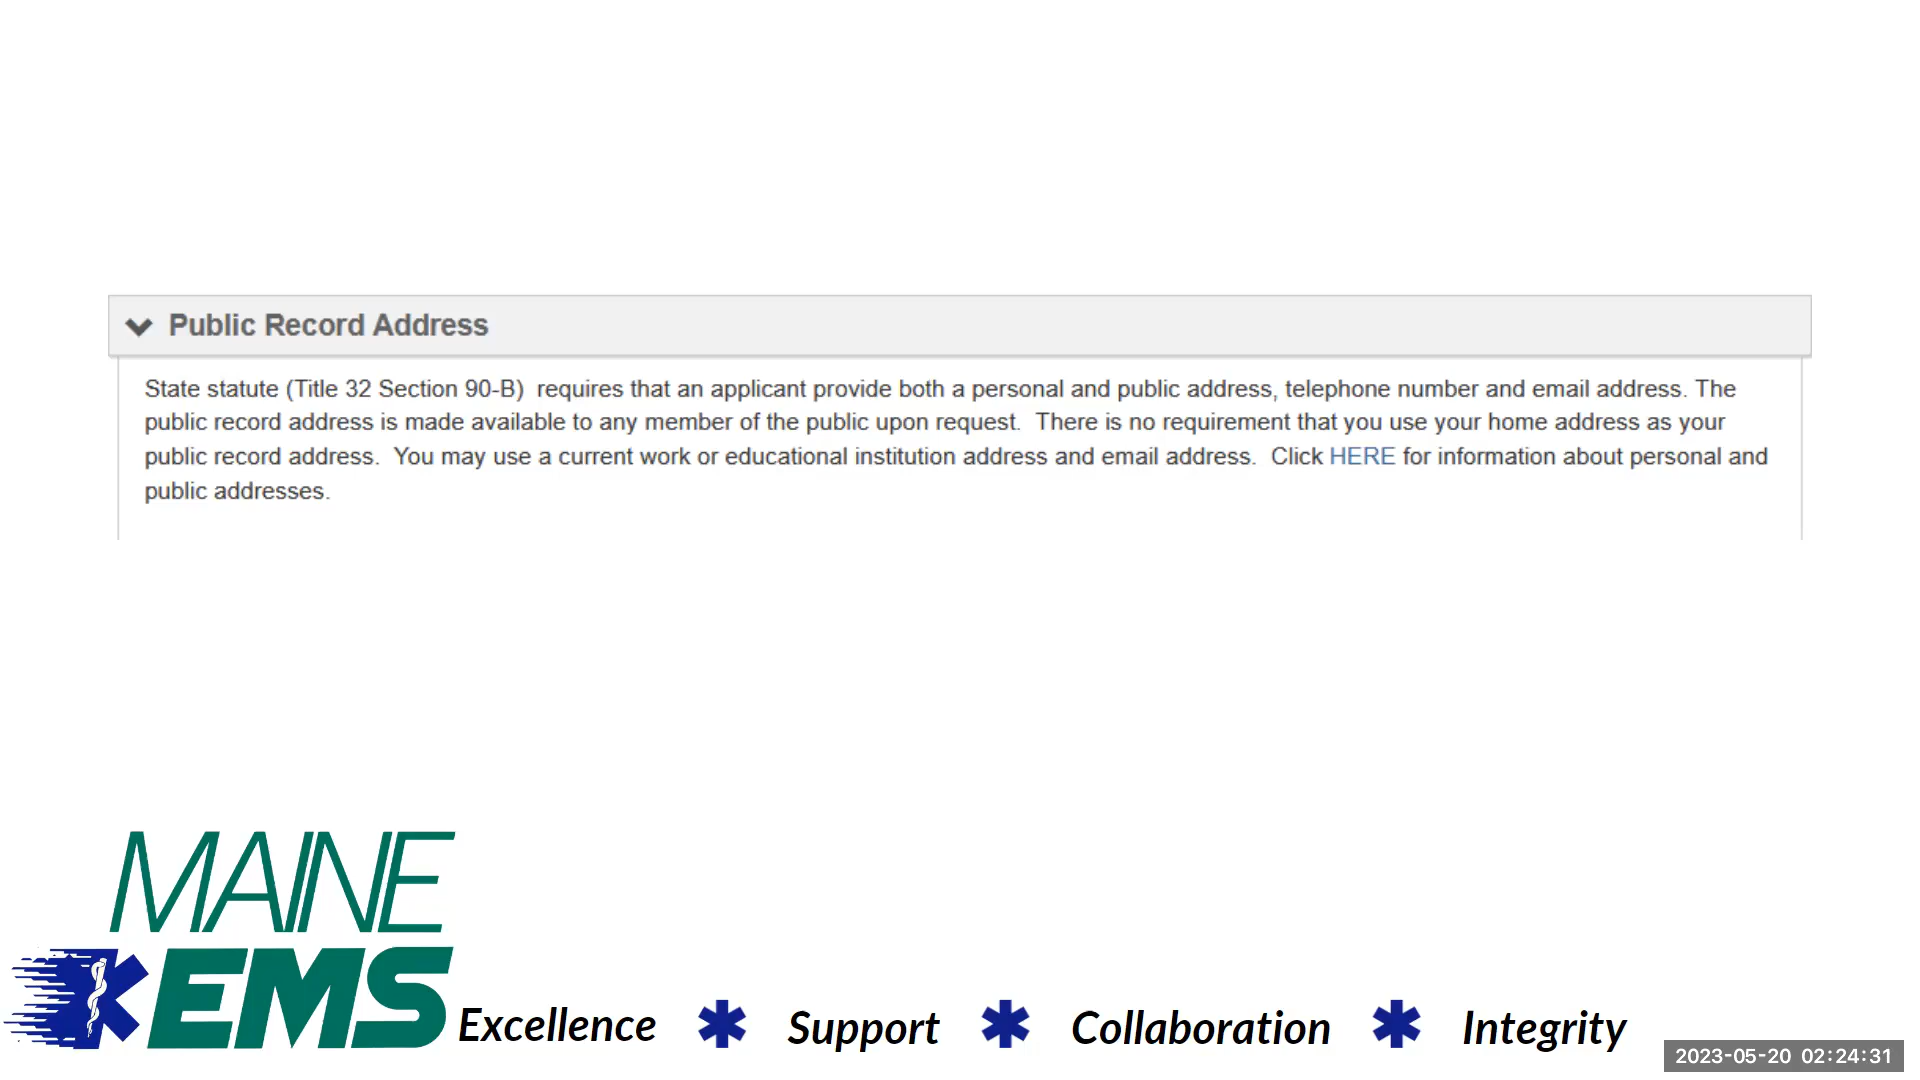 Public Record Address
State statute (Title 32 Section 90-B)  requires that an applicant provide both a personal and public address, telephone number and email address. The
public record address is made available to any member of the public upon request.  There is no requirement that you use your home address as your
public record address.  You may use a current work or educational institution address and email address.  Click HERE for information about personal and
public addresses.
MAINE
EMS
Excellence * Support * Collaboration * Integrity
2023-05-20 02:24:31